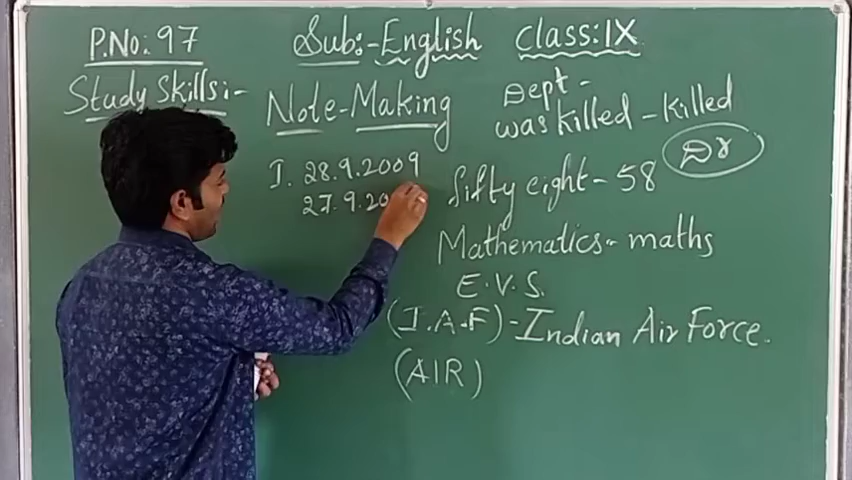 P.No: 97
Sub:-English
Class:IX
Study Skills:-
Note-Making
Dept-
was killed-killed
Dr
I. 28.9.2009
27.9.20
fifty eight-58
Mathematics-maths
E.V.S.
(I.A.F)-Indian Air Force.
(AIR)